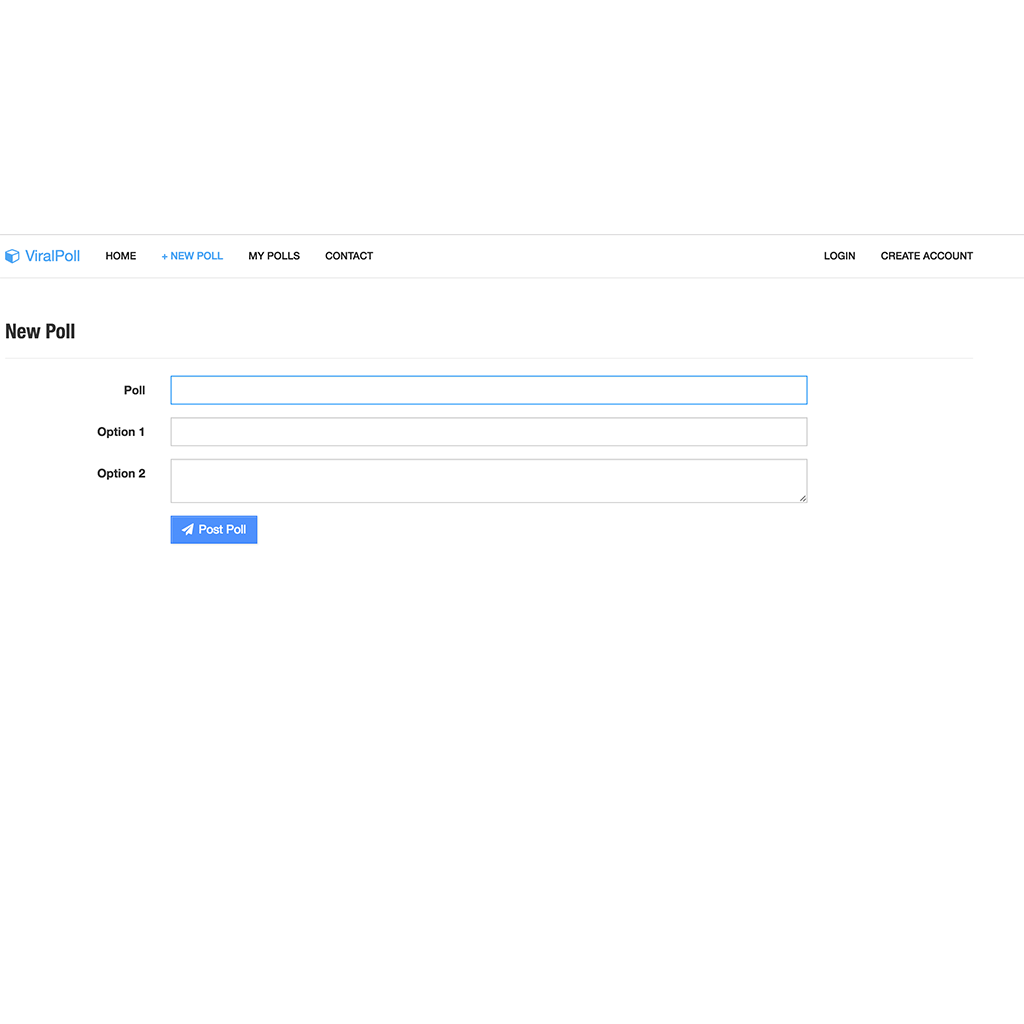 ViralPoll HOME + NEW POLL MY POLLS CONTACT LOGIN CREATE ACCOUNT
New Poll
Poll
Option 1
Option 2
Post Poll